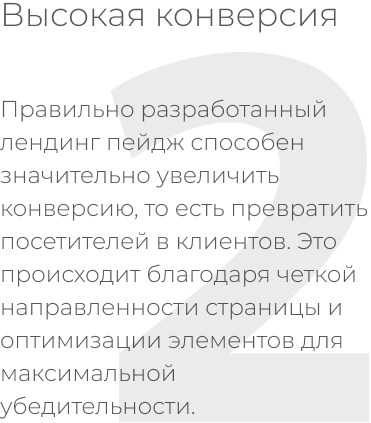 Высокая конверсия
2
Правильно разработанный
лендинг пейдж способен
значительно увеличить
конверсию, то есть превратить
посетителей в клиентов. Это
происходит благодаря четкой
направленности страницы и
оптимизации элементов для
максимальной
убедительности.